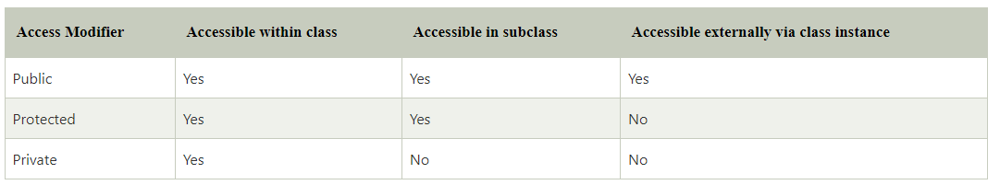 Access Modifier Accessible within class Accessible in subclass Accessible externally via class instance
Public Yes Yes Yes
Protected Yes Yes No
Private Yes No No